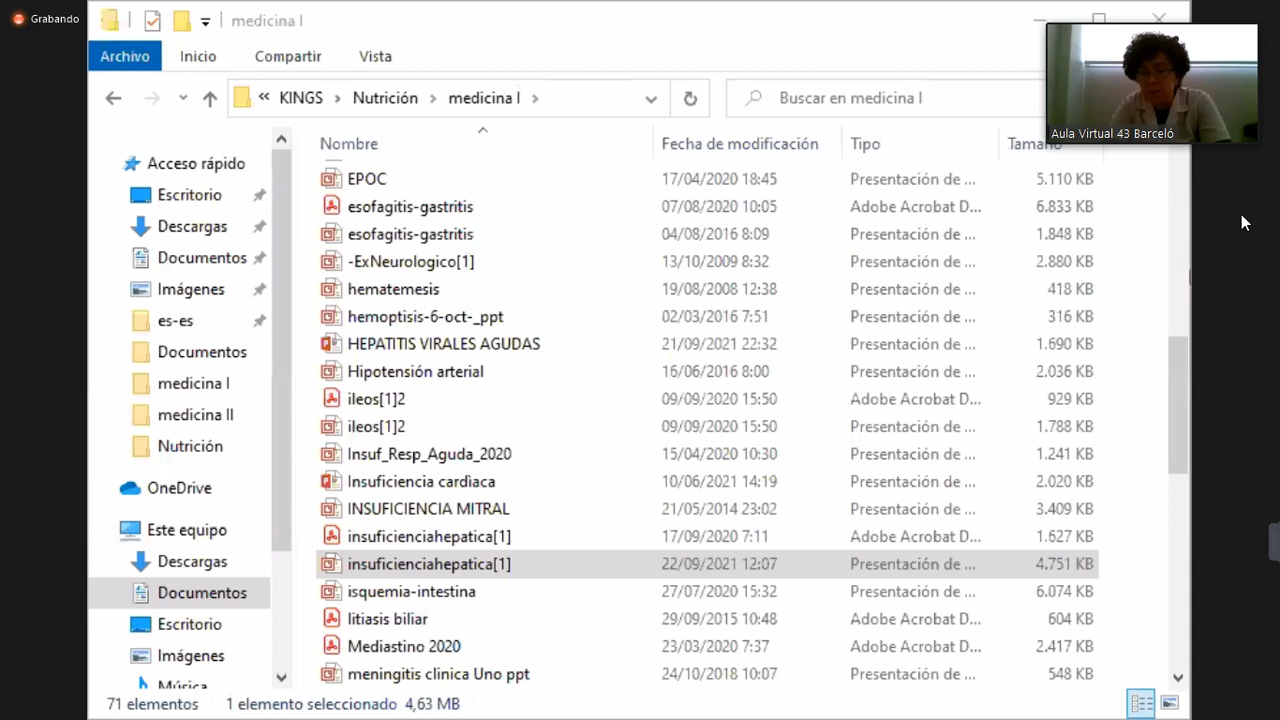 Grabando
medicina I
Archivo Inicio Compartir Vista
« KINGS › Nutrición › medicina I ›
Buscar en medicina I
Aula Virtual 43 Barceló
Acceso rápido
Escritorio
Descargas
Documentos
Imágenes
es-es
Documentos
medicina I
medicina II
Nutrición
OneDrive
Este equipo
Descargas
Documentos
Escritorio
Imágenes
Música
Nombre Fecha de modificación Tipo Tamaño
EPOC 17/04/2020 18:45 Presentación de ... 5.110 KB
esofagitis-gastritis 07/08/2020 10:05 Adobe Acrobat D... 6.833 KB
esofagitis-gastritis 04/08/2016 8:09 Presentación de ... 1.848 KB
-ExNeurologico[1] 13/10/2009 8:32 Presentación de ... 2.880 KB
hematemesis 19/08/2008 12:38 Presentación de ... 418 KB
hemoptisis-6-oct-_ppt 02/03/2016 7:51 Presentación de ... 316 KB
HEPATITIS VIRALES AGUDAS 21/09/2021 22:32 Presentación de ... 1.690 KB
Hipotensión arterial 16/06/2016 8:00 Presentación de ... 2.036 KB
ileos[1]2 09/09/2020 15:50 Adobe Acrobat D... 929 KB
ileos[1]2 09/09/2020 15:50 Presentación de ... 1.788 KB
Insuf_Resp_Aguda_2020 15/04/2020 10:30 Presentación de ... 1.241 KB
Insuficiencia cardìaca 10/06/2021 14:19 Presentación de ... 2.020 KB
INSUFICIENCIA MITRAL 21/05/2014 23:02 Presentación de ... 3.409 KB
insuficienciahepatica[1] 17/09/2020 7:11 Adobe Acrobat D... 1.627 KB
insuficienciahepatica[1] 22/09/2021 12:07 Presentación de ... 4.751 KB
isquemia-intestina 27/07/2020 15:32 Presentación de ... 6.074 KB
litiasis biliar 29/09/2015 10:48 Adobe Acrobat D... 604 KB
Mediastino 2020 23/03/2020 7:37 Adobe Acrobat D... 2.417 KB
meningitis clinica Uno ppt 24/10/2018 10:07 Presentación de ... 548 KB
71 elementos 1 elemento seleccionado 4,63 MB